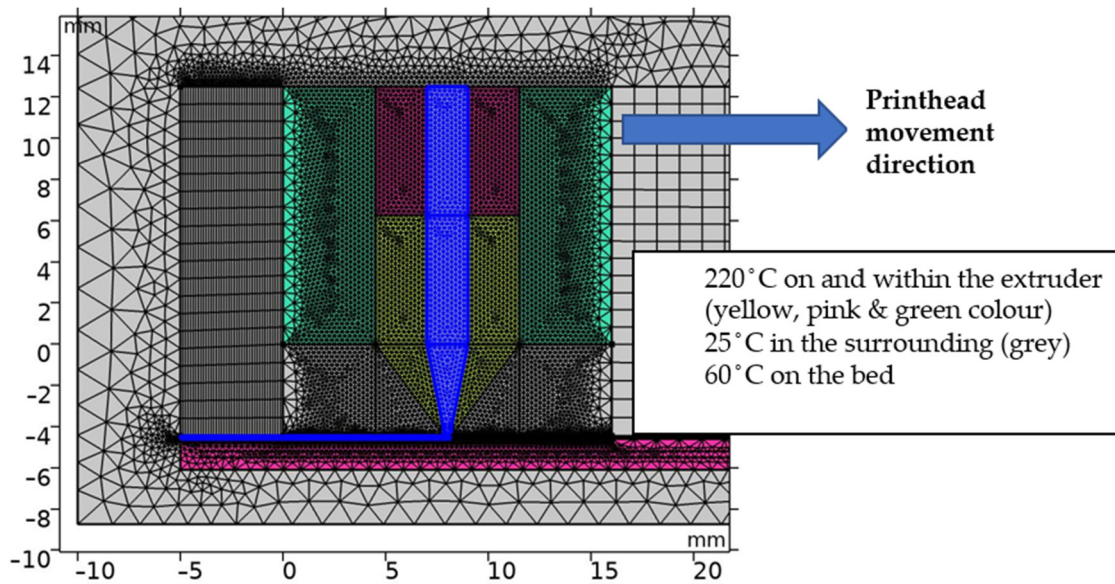 mm
14
12
10
8
6
4
2
0
−2
−4
−6
−8
−10
−10
−5
0
5
10
15
20
mm
Printhead
movement
direction
220˚C on and within the extruder
(yellow, pink & green colour)
25˚C in the surrounding (grey)
60˚C on the bed